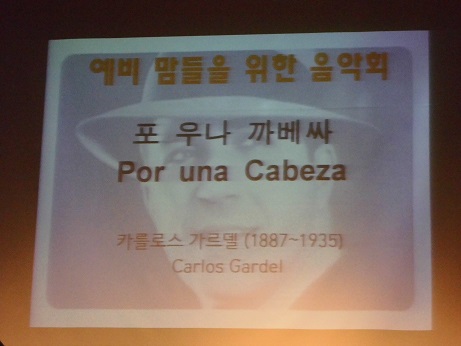 예비 맘들을 위한 음악회
포 우나 까베싸
Por una Cabeza
카를로스 가르델 (1887~1935)
Carlos Gardel